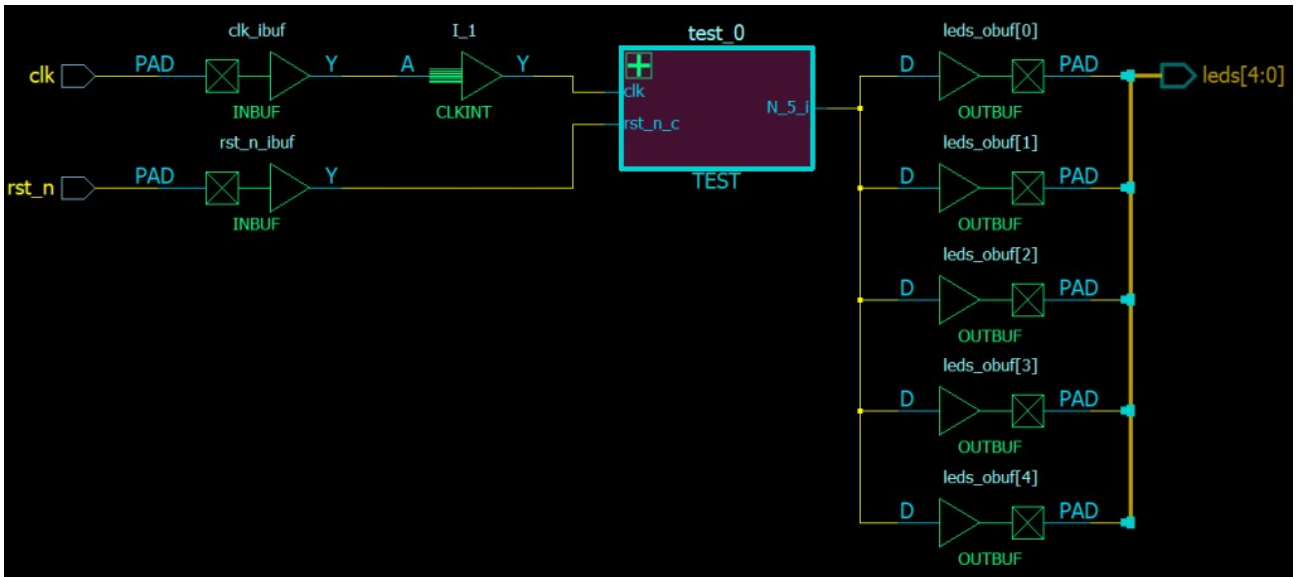 clk
PAD
clk_ibuf
Y
INBUF
A
I_1
Y
CLKINT
rst_n
PAD
rst_n_ibuf
Y
INBUF
test_0
clk
rst_n_c
N_5_i
TEST
leds_obuf[0]
D
PAD
OUTBUF
leds_obuf[1]
D
PAD
OUTBUF
leds_obuf[2]
D
PAD
OUTBUF
leds_obuf[3]
D
PAD
OUTBUF
leds_obuf[4]
D
PAD
OUTBUF
leds[4:0]